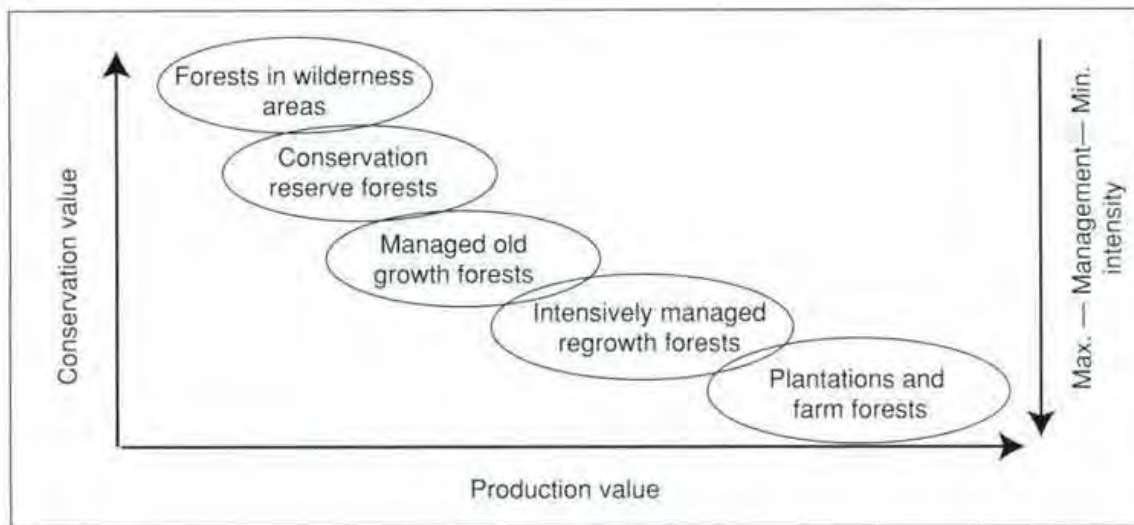 Forests in wilderness
areas
Conservation
reserve forests
Managed old
growth forests
Intensively managed
regrowth forests
Plantations and
farm forests
Conservation value
Production value
Max. — Management — Min.
intensity